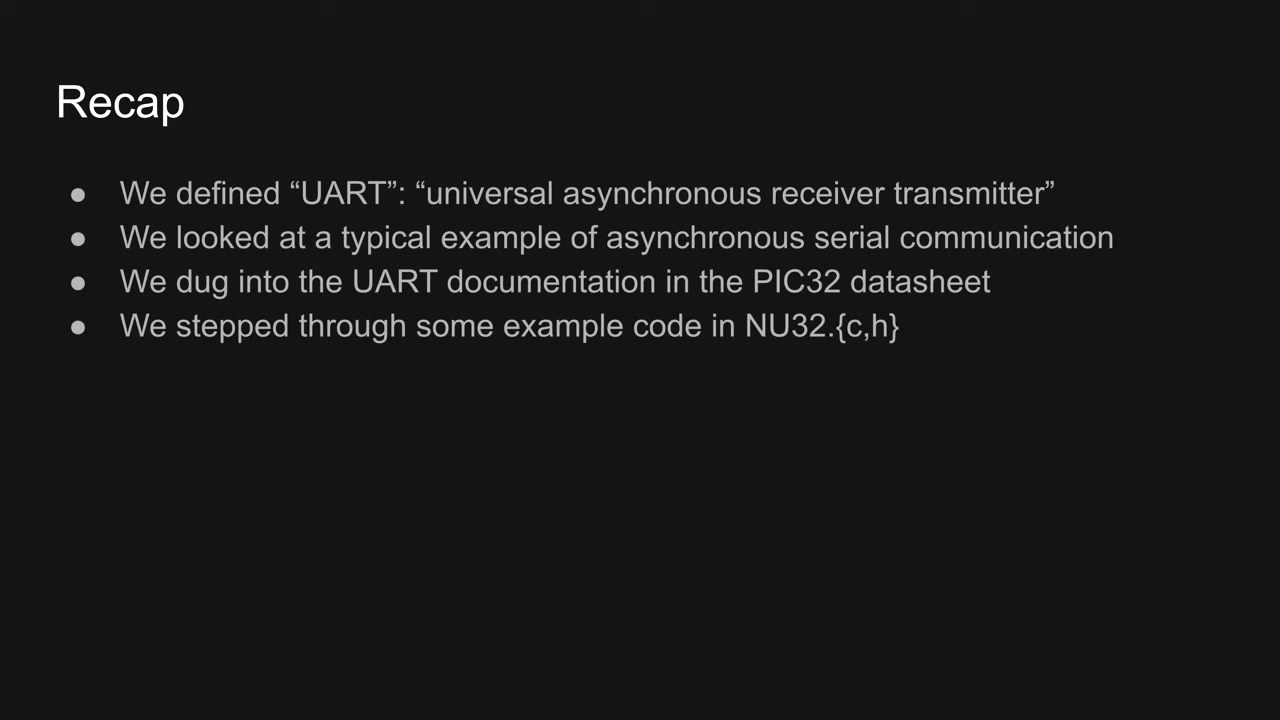 Recap
● We defined “UART”: “universal asynchronous receiver transmitter”
● We looked at a typical example of asynchronous serial communication
● We dug into the UART documentation in the PIC32 datasheet
● We stepped through some example code in NU32.{c,h}